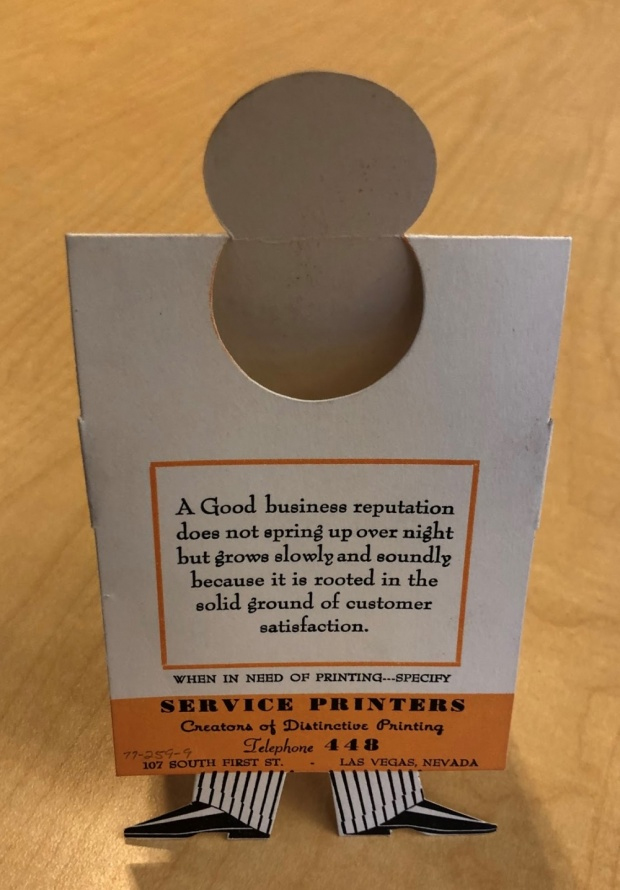 A Good business reputation
does not spring up over night
but grows slowly and soundly
because it is rooted in the
solid ground of customer
satisfaction.
WHEN IN NEED OF PRINTING---SPECIFY
SERVICE PRINTERS
Creators of Distinctive Printing
Telephone 448
77-259-9
107 SOUTH FIRST ST. - LAS VEGAS, NEVADA